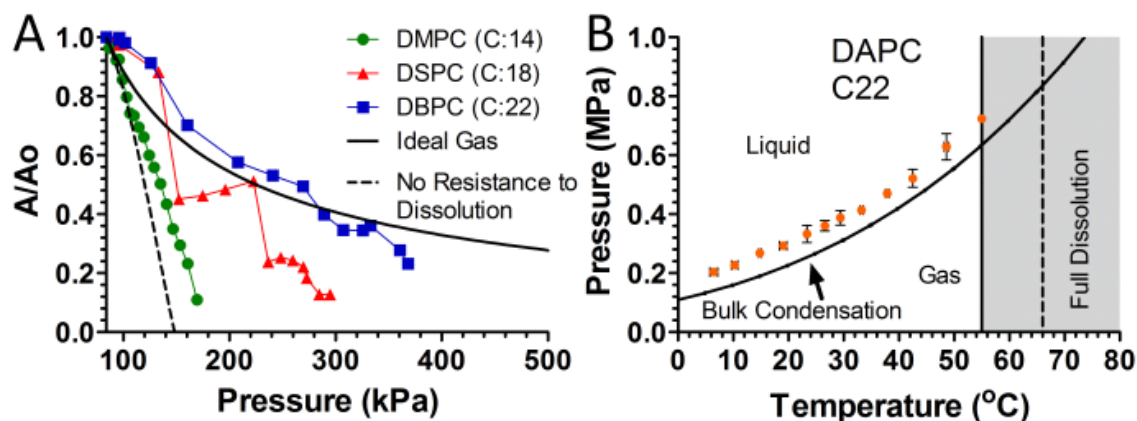 A
1.0
0.8
0.6
0.4
0.2
0.0
A/Ao
100
200
300
400
500
Pressure (kPa)
DMPC (C:14)
DSPC (C:18)
DBPC (C:22)
Ideal Gas
No Resistance to
Dissolution
B
1.0
0.8
0.6
0.4
0.2
0.0
Pressure (MPa)
DAPC
C22
Liquid
Gas
Bulk Condensation
Full Dissolution
0
10
20
30
40
50
60
70
80
Temperature (°C)